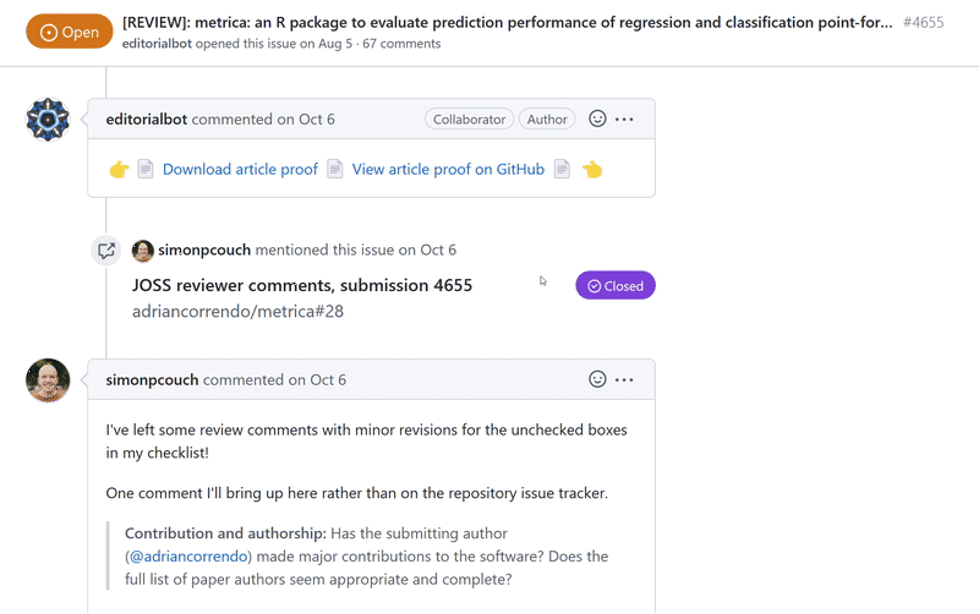 Open
[REVIEW]: metrica: an R package to evaluate prediction performance of regression and classification point-for... #4655
editorialbot opened this issue on Aug 5 · 67 comments
editorialbot commented on Oct 6 Collaborator Author
Download article proof View article proof on GitHub
simonpcouch mentioned this issue on Oct 6
JOSS reviewer comments, submission 4655 Closed
adriancorrendo/metrica#28
simonpcouch commented on Oct 6
I've left some review comments with minor revisions for the unchecked boxes
in my checklist!
One comment I'll bring up here rather than on the repository issue tracker.
Contribution and authorship: Has the submitting author
(@adriancorrendo) made major contributions to the software? Does the
full list of paper authors seem appropriate and complete?